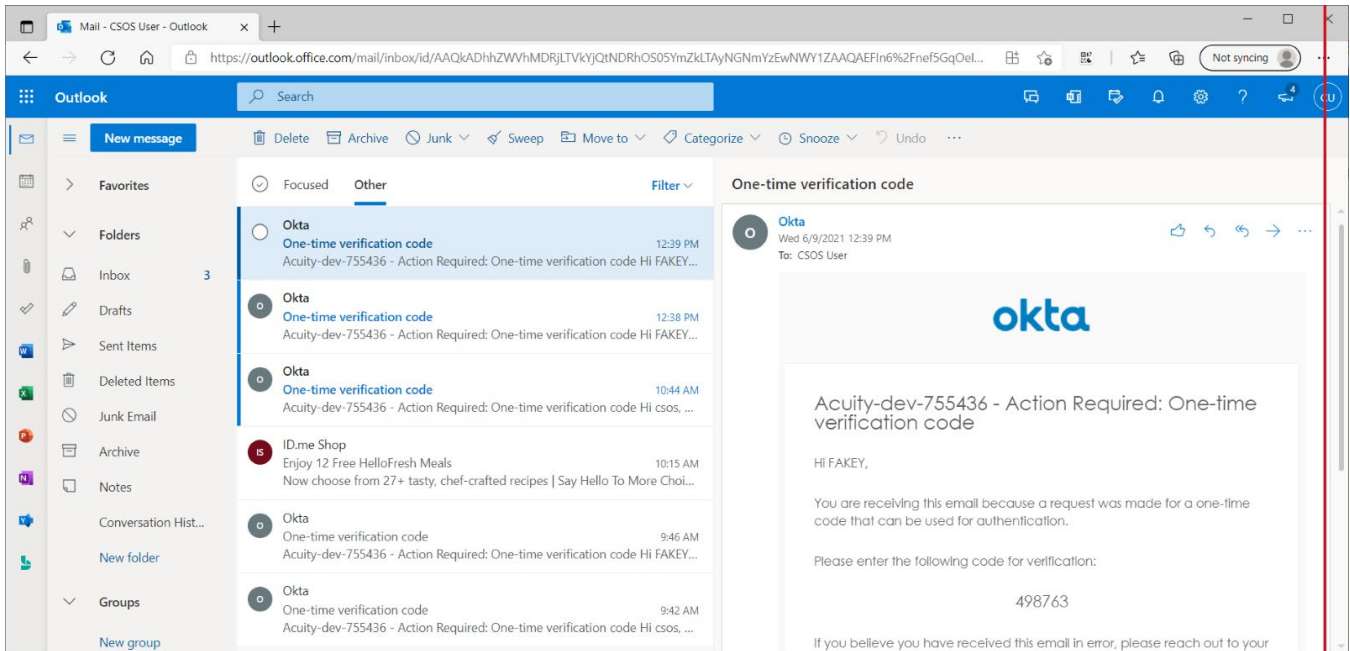 Mail - CSOS User - Outlook
https://outlook.office.com/mail/inbox/id/AAQkADhhZWVhMDRjLTVkYjQtNDRhOS05YmZkLTAyNGNmYzEwNWY1ZAAQAEFIn6%2Fnef5GqOeI...
Not syncing
Outlook
Search
4
CU
New message
Delete
Archive
Junk
Sweep
Move to
Categorize
Snooze
Undo
Favorites
Folders
Inbox 3
Drafts
Sent Items
Deleted Items
Junk Email
Archive
Notes
Conversation Hist...
New folder
Groups
New group
Focused
Other
Filter
Okta
One-time verification code 12:39 PM
Acuity-dev-755436 - Action Required: One-time verification code Hi FAKEY...
O
Okta
One-time verification code 12:38 PM
Acuity-dev-755436 - Action Required: One-time verification code Hi FAKEY...
O
Okta
One-time verification code 10:44 AM
Acuity-dev-755436 - Action Required: One-time verification code Hi csos, ...
IS
ID.me Shop
Enjoy 12 Free HelloFresh Meals 10:15 AM
Now choose from 27+ tasty, chef-crafted recipes | Say Hello To More Choi...
O
Okta
One-time verification code 9:46 AM
Acuity-dev-755436 - Action Required: One-time verification code Hi FAKEY...
O
Okta
One-time verification code 9:42 AM
Acuity-dev-755436 - Action Required: One-time verification code Hi csos, ...
One-time verification code
O
Okta
Wed 6/9/2021 12:39 PM
To: CSOS User
okta
Acuity-dev-755436 - Action Required: One-time
verification code
Hi FAKEY,
You are receiving this email because a request was made for a one-time
code that can be used for authentication.
Please enter the following code for verification:
498763
If you believe you have received this email in error, please reach out to your